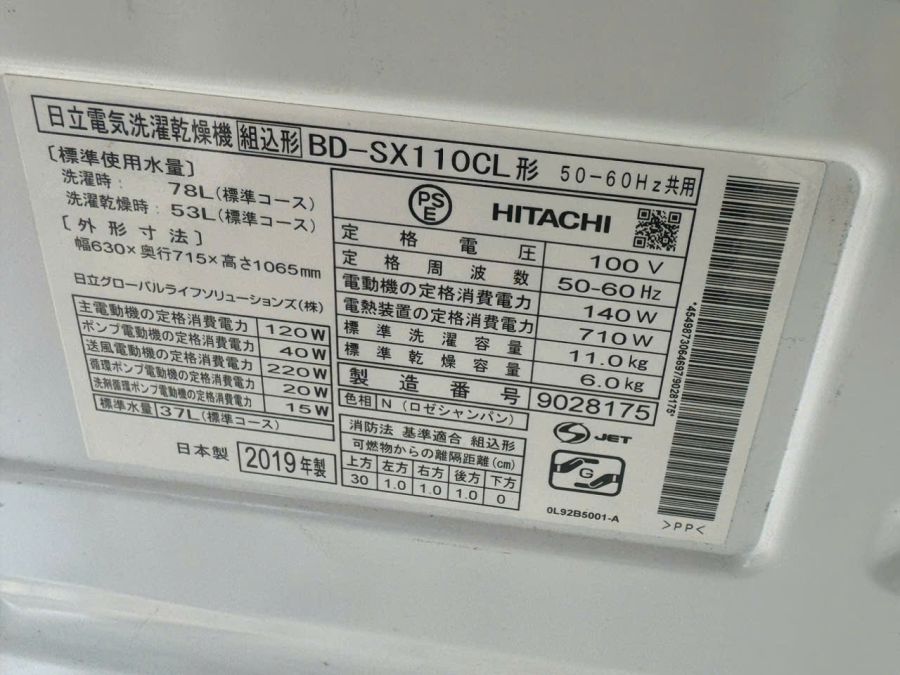 日立電気洗濯乾燥機 組込形 BD-SX110CL形 50-60Hz共用
〔標準使用水量〕
洗濯時: 78L(標準コース)
洗濯乾燥時: 53L(標準コース)
〔外形寸法〕
幅630×奥行715×高さ1065mm
日立グローバルライフソリューションズ(株)
主電動機の定格消費電力 120W
ポンプ電動機の定格消費電力 40W
送風電動機の定格消費電力 220W
循環ポンプ電動機の定格消費電力 20W
洗剤循環ポンプ電動機の定格消費電力 15W
標準水量 37L(標準コース)
日本製 2019年製
PSE HITACHI
定格電圧 100V
定格周波数 50-60Hz
電動機の定格消費電力 140W
電熱装置の定格消費電力 710W
標準洗濯容量 11.0kg
標準乾燥容量 6.0kg
製造番号 9028175
色相 N(ロゼシャンパン)
消防法 基準適合 組込形
可燃物からの離隔距離(cm)
上方 左方 右方 後方 下方
30 1.0 1.0 1.0 0
S JET
G
0L92B5001-A
*4549873064697/9028175*
>PP<